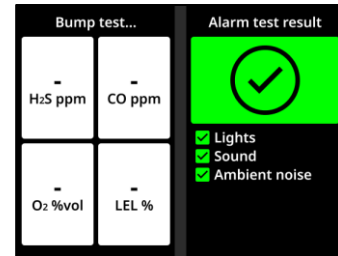 Bump test...
-
H₂S ppm
-
CO ppm
-
O₂ %vol
-
LEL %
Alarm test result
Lights
Sound
Ambient noise